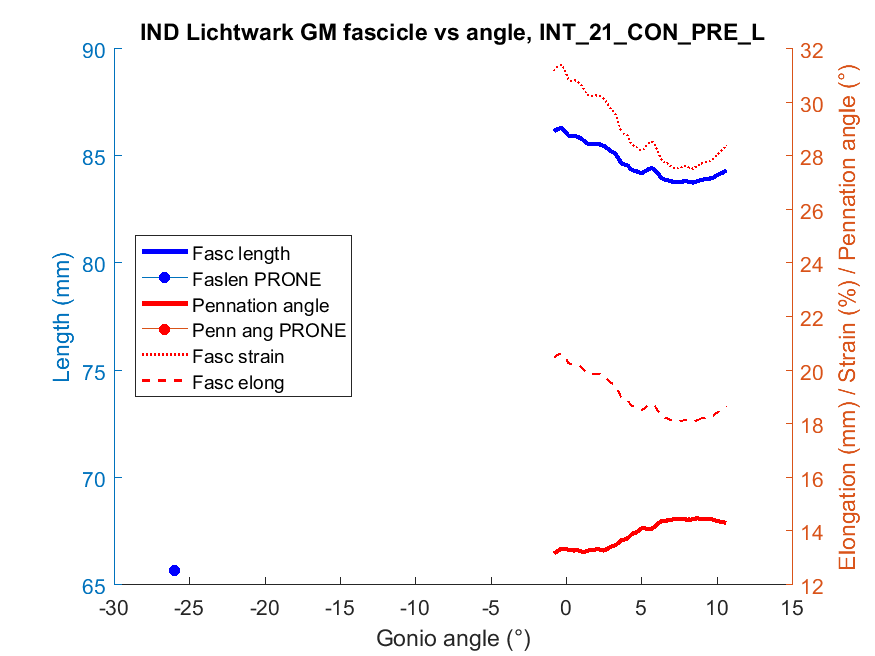 IND Lichtwark GM fascicle vs angle, INT_21_CON_PRE_L
90
85
80
75
70
65
Length (mm)
Fasc length
Faslen PRONE
Pennation angle
Penn ang PRONE
Fasc strain
Fasc elong
32
30
28
26
24
22
20
18
16
14
12
Elongation (mm) / Strain (%) / Pennation angle (°)
-30 -25 -20 -15 -10 -5 0 5 10 15
Gonio angle (°)